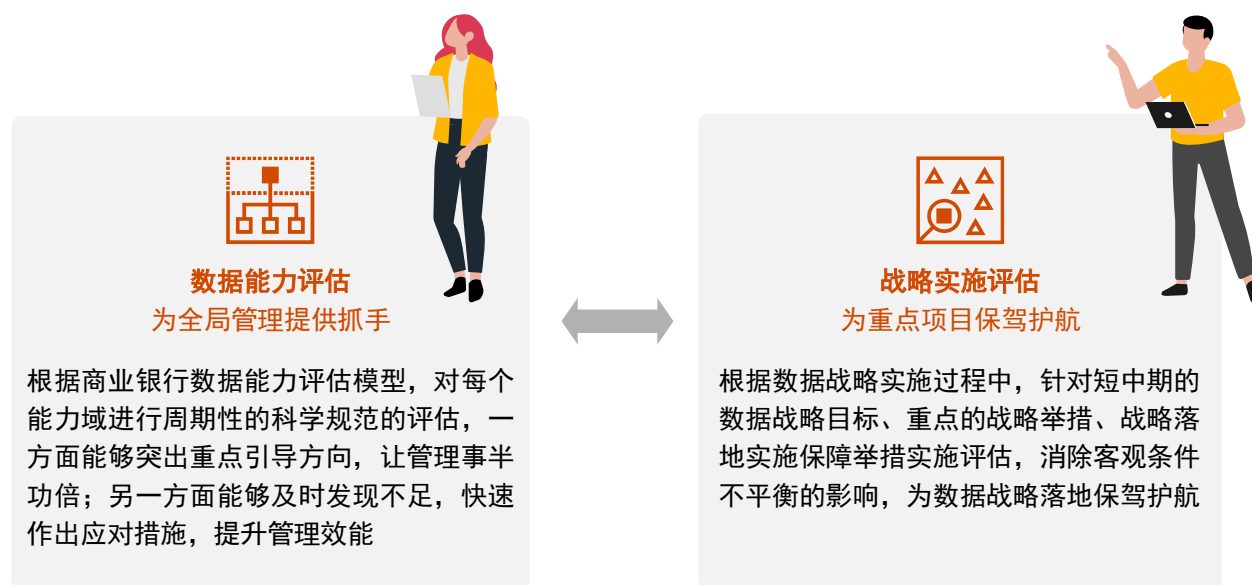 数据能力评估
为全局管理提供抓手
根据商业银行数据能力评估模型，对每个
能力域进行周期性的科学规范的评估，一
方面能够突出重点引导方向，让管理事半
功倍；另一方面能够及时发现不足，快速
作出应对措施，提升管理效能
战略实施评估
为重点项目保驾护航
根据数据战略实施过程中，针对短中期的
数据战略目标、重点的战略举措、战略落
地实施保障举措实施评估，消除客观条件
不平衡的影响，为数据战略落地保驾护航